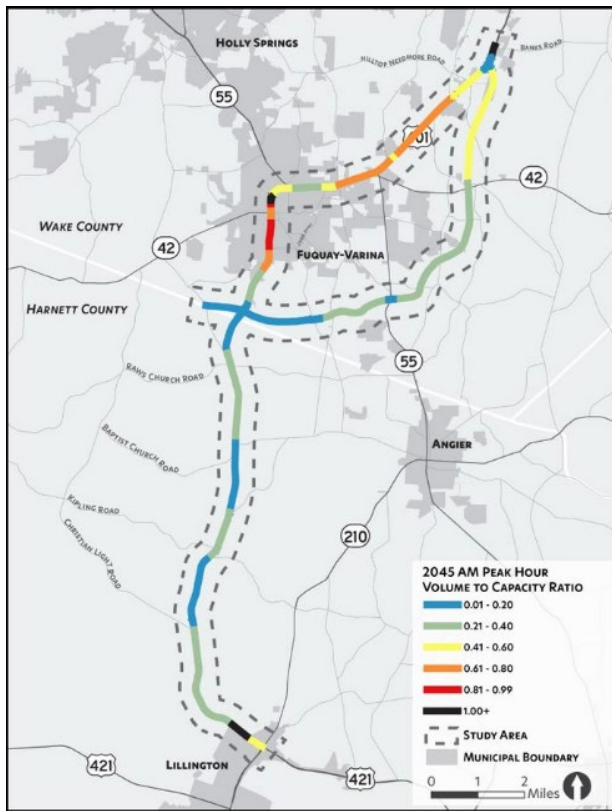 Holly Springs
Hilltop Needmore Road
Banks Road
55
401
42
Wake County
42
Fuquay-Varina
Harnett County
Rawls Church Road
55
Angier
Baptist Church Road
Kipling Road
Christian Light Road
210
2045 AM Peak Hour
Volume to Capacity Ratio
0.01 - 0.20
0.21 - 0.40
0.41 - 0.60
0.61 - 0.80
0.81 - 0.99
1.00+
Study Area
Municipal Boundary
421
Lillington
421
0 1 2
Miles